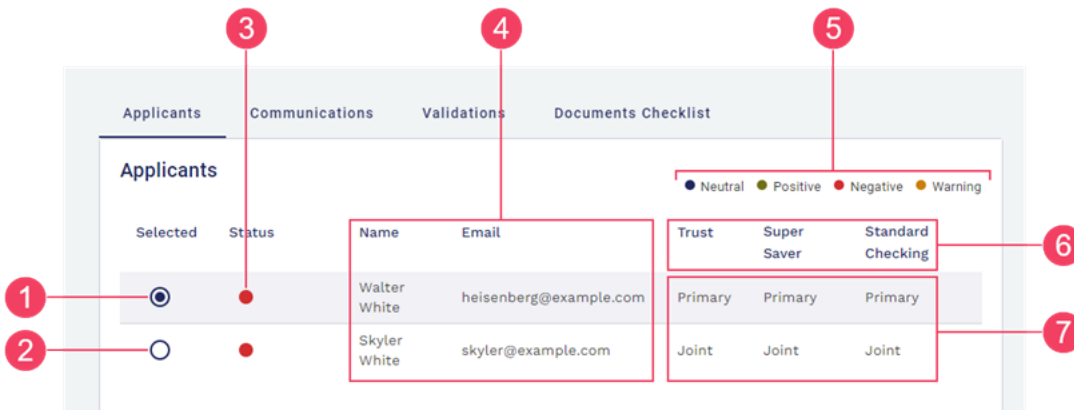 3 4 5
Applicants Communications Validations Documents Checklist
Applicants
Neutral Positive Negative Warning
Selected Status Name Email Trust Super Saver Standard Checking
6
1
Walter White heisenberg@example.com Primary Primary Primary
7
2
Skyler White skyler@example.com Joint Joint Joint